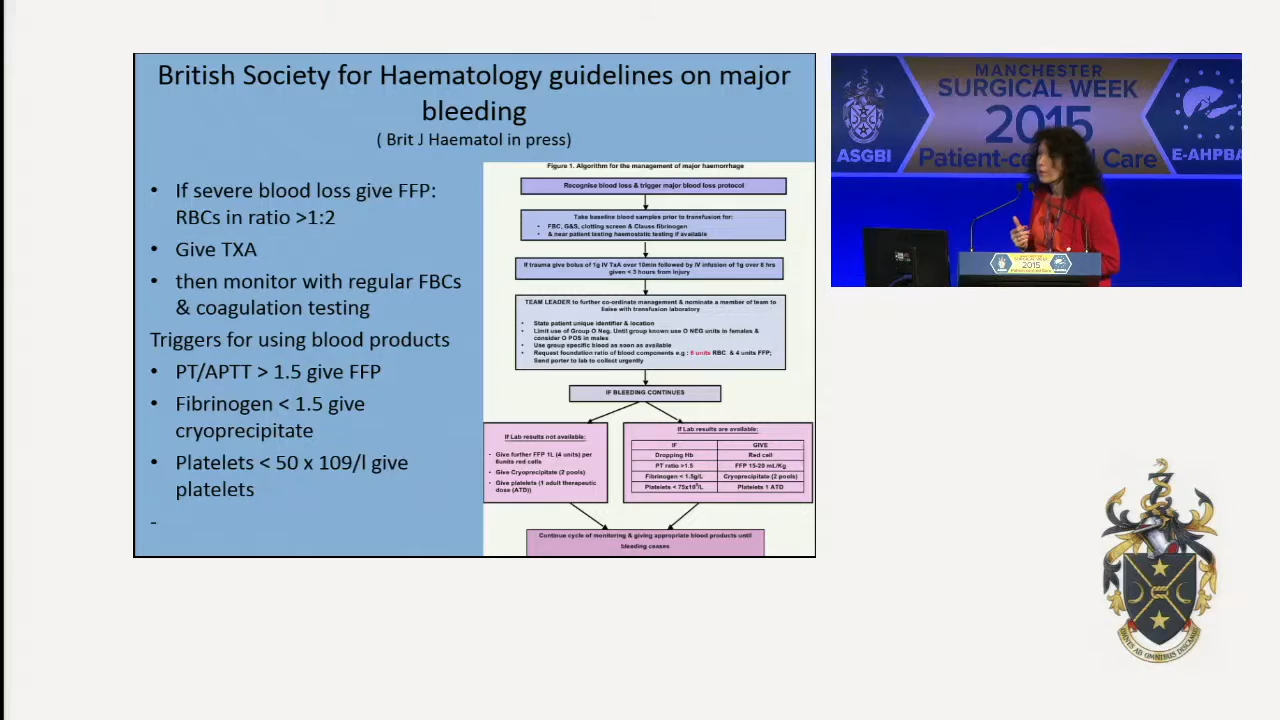 British Society for Haematology guidelines on major
bleeding
( Brit J Haematol in press)
• If severe blood loss give FFP:
RBCs in ratio >1:2
• Give TXA
• then monitor with regular FBCs
& coagulation testing
Triggers for using blood products
• PT/APTT > 1.5 give FFP
• Fibrinogen < 1.5 give
cryoprecipitate
• Platelets < 50 x 109/l give
platelets
-
Figure 1. Algorithm for the management of major haemorrhage
Recognise blood loss & trigger major blood loss protocol
Take baseline blood samples prior to transfusion for:
• FBC, G&S, clotting screen & Clauss fibrinogen
• & near patient testing haemostatic testing if available
If trauma give bolus of 1g IV TxA over 10min followed by IV infusion of 1g over 8 hrs
given < 3 hours from injury
TEAM LEADER to further co-ordinate management & nominate a member of team to
liaise with transfusion laboratory
• State patient unique identifier & location
• Limit use of Group O Neg. Until group known use O NEG units in females &
consider O POS in males
• Use group specific blood as soon as available
• Request foundation ratio of blood components e.g : 6 units RBC & 4 units FFP;
Send porter to lab to collect urgently
IF BLEEDING CONTINUES
If Lab results not available:
• Give further FFP 1L (4 units) per
6units red cells
• Give Cryoprecipitate (2 pools)
• Give platelets (1 adult therapeutic
dose (ATD))
If Lab results are available:
IF GIVE
Dropping Hb Red cell
PT ratio >1.5 FFP 15-20 mL/Kg
Fibrinogen < 1.5g/L Cryoprecipitate (2 pools)
Platelets < 75x10⁹/L Platelets 1 ATD
Continue cycle of monitoring & giving appropriate blood products until
bleeding ceases
MANCHESTER
SURGICAL WEEK
2015
Patient-c Care
ASGBI
E-AHPBA
2015
OMNES AB OMNIBUS DISCAMUS